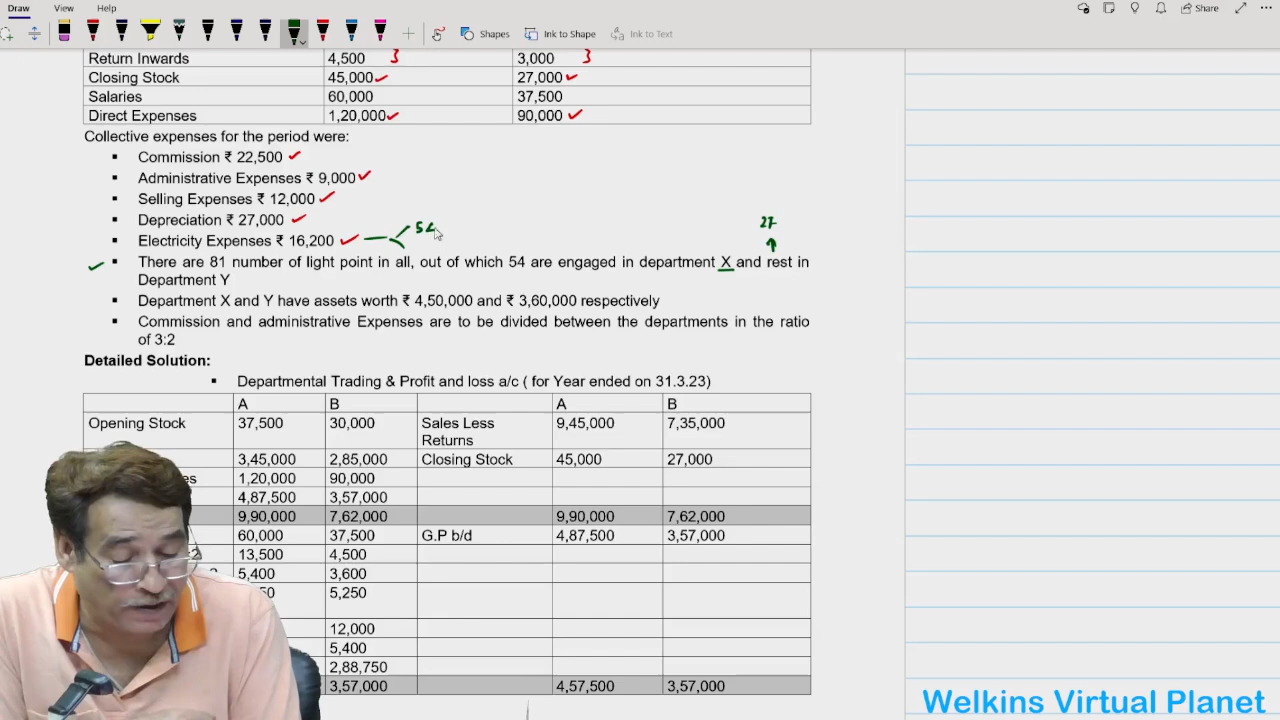 Draw View Help
Share
Shapes Ink to Shape Ink to Text
Return Inwards 4,500 3,000
Closing Stock 45,000 27,000
Salaries 60,000 37,500
Direct Expenses 1,20,000 90,000
Collective expenses for the period were:
▪ Commission ₹ 22,500
▪ Administrative Expenses ₹ 9,000
▪ Selling Expenses ₹ 12,000
▪ Depreciation ₹ 27,000
27
54
▪ Electricity Expenses ₹ 16,200
▪ There are 81 number of light point in all, out of which 54 are engaged in department X and rest in
Department Y
▪ Department X and Y have assets worth ₹ 4,50,000 and ₹ 3,60,000 respectively
▪ Commission and administrative Expenses are to be divided between the departments in the ratio
of 3:2
Detailed Solution:
▪ Departmental Trading & Profit and loss a/c ( for Year ended on 31.3.23)
A B A B
Opening Stock 37,500 30,000 Sales Less 9,45,000 7,35,000
Returns
3,45,000 2,85,000 Closing Stock 45,000 27,000
1,20,000 90,000
4,87,500 3,57,000
9,90,000 7,62,000 9,90,000 7,62,000
60,000 37,500 G.P b/d 4,87,500 3,57,000
13,500 4,500
5,400 3,600
5,250
12,000
5,400
2,88,750
3,57,000 4,57,500 3,57,000
Welkins Virtual Planet